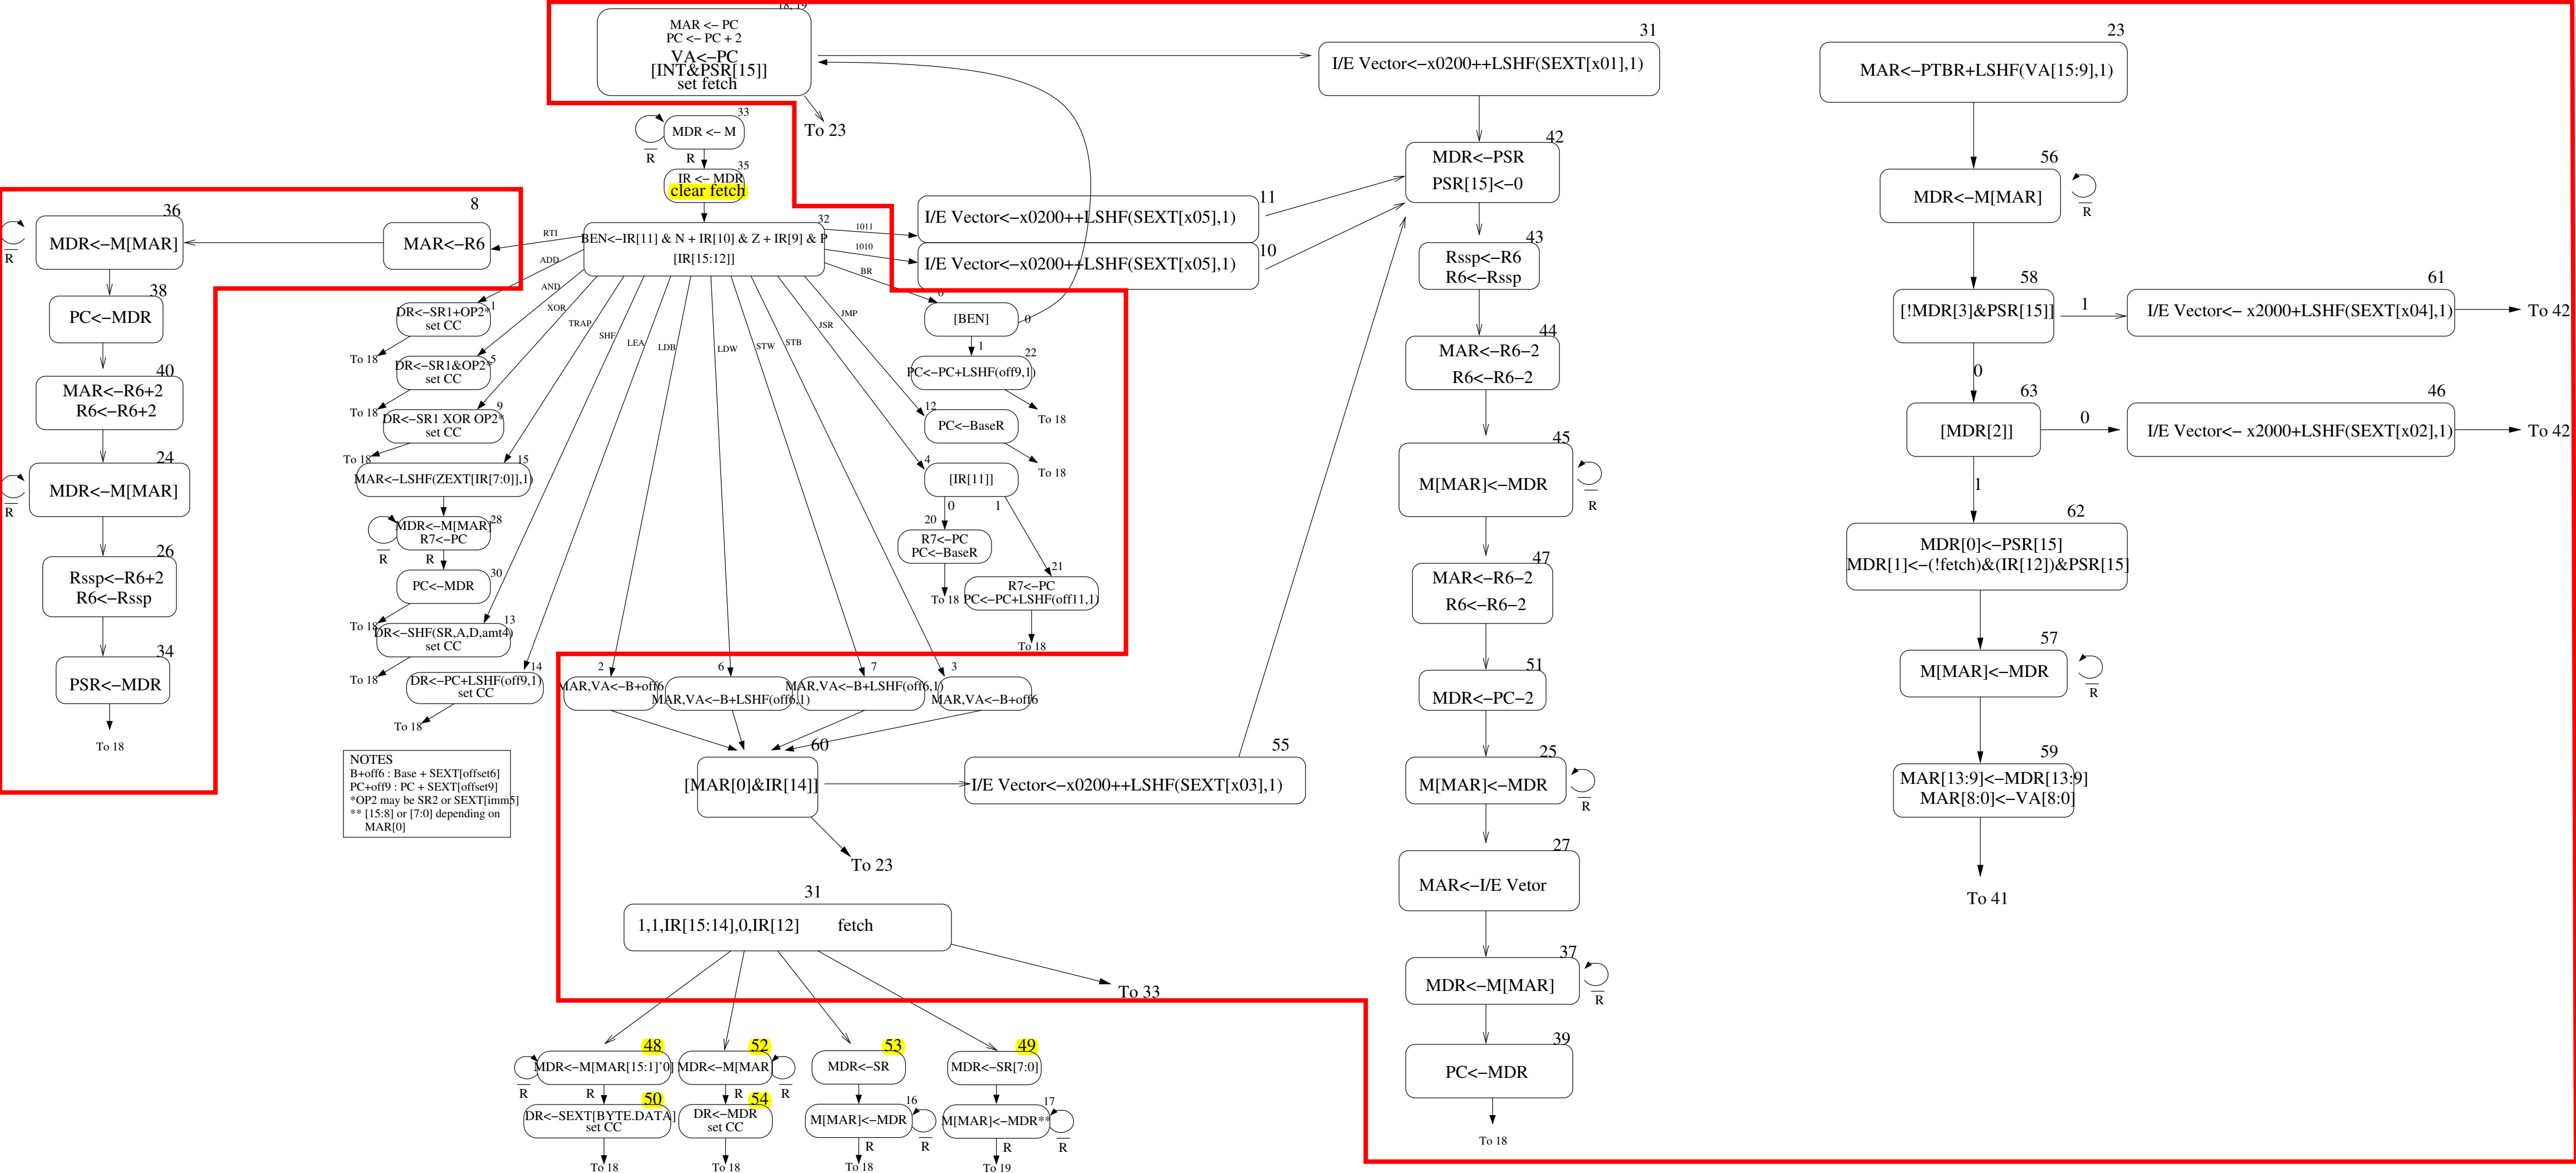 18, 19
MAR <− PC
PC <− PC + 2
VA<−PC
[INT&PSR[15]]
set fetch
To 23
33
MDR <− M
R
R
35
IR <− MDR
clear fetch
32
BEN<−IR[11] & N + IR[10] & Z + IR[9] & P
[IR[15:12]]
RTI
ADD
AND
XOR
TRAP
SHF
LEA
LDB
LDW
STW
STB
JSR
JMP
BR
1010
1011
8
MAR<−R6
36
MDR<−M[MAR]
R
38
PC<−MDR
40
MAR<−R6+2
R6<−R6+2
24
MDR<−M[MAR]
R
26
Rssp<−R6+2
R6<−Rssp
34
PSR<−MDR
To 18
1
DR<−SR1+OP2*
set CC
To 18
5
DR<−SR1&OP2*
set CC
To 18
9
DR<−SR1 XOR OP2*
set CC
To 18
15
MAR<−LSHF(ZEXT[IR[7:0]],1)
28
MDR<−M[MAR]
R7<−PC
R
R
30
PC<−MDR
To 18
13
DR<−SHF(SR,A,D,amt4)
set CC
To 18
14
DR<−PC+LSHF(off9,1)
set CC
To 18
NOTES
B+off6 : Base + SEXT[offset6]
PC+off9 : PC + SEXT[offset9]
*OP2 may be SR2 or SEXT[imm5]
** [15:8] or [7:0] depending on
MAR[0]
0
[BEN]
0
1
22
PC<−PC+LSHF(off9,1)
To 18
12
PC<−BaseR
To 18
4
[IR[11]]
0
1
20
R7<−PC
PC<−BaseR
To 18
21
R7<−PC
PC<−PC+LSHF(off11,1)
To 18
2
MAR,VA<−B+off6
6
MAR,VA<−B+LSHF(off6,1)
7
MAR,VA<−B+LSHF(off6,1)
3
MAR,VA<−B+off6
60
[MAR[0]&IR[14]]
To 23
55
I/E Vector<−x0200++LSHF(SEXT[x03],1)
31
1,1,IR[15:14],0,IR[12] fetch
To 33
48
MDR<−M[MAR[15:1]'0]
R
R
50
DR<−SEXT[BYTE.DATA]
set CC
To 18
52
MDR<−M[MAR]
R
R
54
DR<−MDR
set CC
To 18
53
MDR<−SR
16
M[MAR]<−MDR
R
R
To 18
49
MDR<−SR[7:0]
17
M[MAR]<−MDR**
R
R
To 19
31
I/E Vector<−x0200++LSHF(SEXT[x01],1)
11
I/E Vector<−x0200++LSHF(SEXT[x05],1)
10
I/E Vector<−x0200++LSHF(SEXT[x05],1)
42
MDR<−PSR
PSR[15]<−0
43
Rssp<−R6
R6<−Rssp
44
MAR<−R6−2
R6<−R6−2
45
M[MAR]<−MDR
R
47
MAR<−R6−2
R6<−R6−2
51
MDR<−PC−2
25
M[MAR]<−MDR
R
27
MAR<−I/E Vetor
37
MDR<−M[MAR]
R
39
PC<−MDR
To 18
23
MAR<−PTBR+LSHF(VA[15:9],1)
56
MDR<−M[MAR]
R
58
[!MDR[3]&PSR[15]]
1
0
61
I/E Vector<− x2000+LSHF(SEXT[x04],1)
To 42
63
[MDR[2]]
0
1
46
I/E Vector<− x2000+LSHF(SEXT[x02],1)
To 42
62
MDR[0]<−PSR[15]
MDR[1]<−(!fetch)&(IR[12])&PSR[15]
57
M[MAR]<−MDR
R
59
MAR[13:9]<−MDR[13:9]
MAR[8:0]<−VA[8:0]
To 41